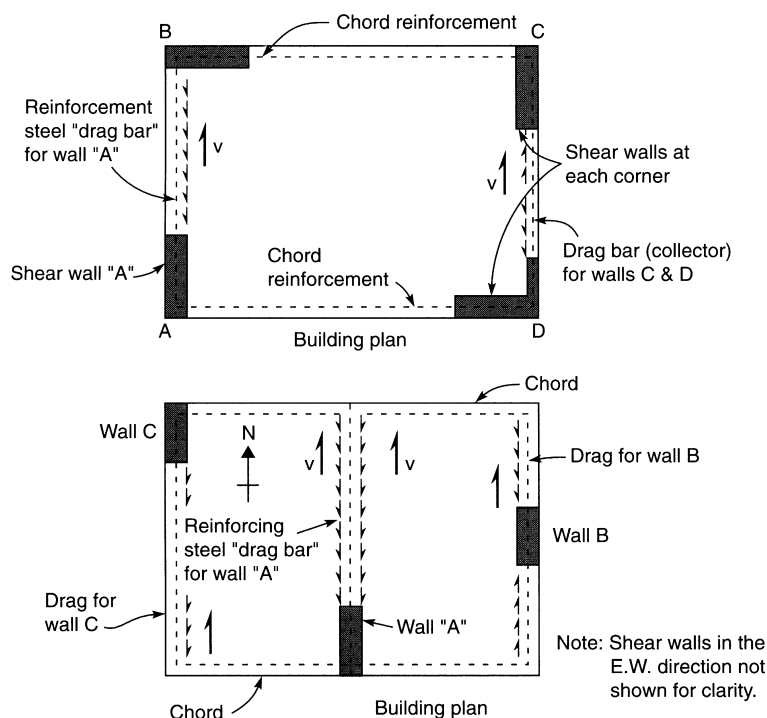 B
Chord reinforcement
C
Reinforcement
steel "drag bar"
for wall "A"
v
v
Shear walls at
each corner
Shear wall "A"
Chord
reinforcement
Drag bar (collector)
for walls C & D
A
Building plan
D
Chord
Wall C
N
v
v
Drag for wall B
Reinforcing
steel "drag bar"
for wall "A"
Wall B
Drag for
wall C
Wall "A"
Note: Shear walls in the
E.W. direction not
shown for clarity.
Chord
Building plan